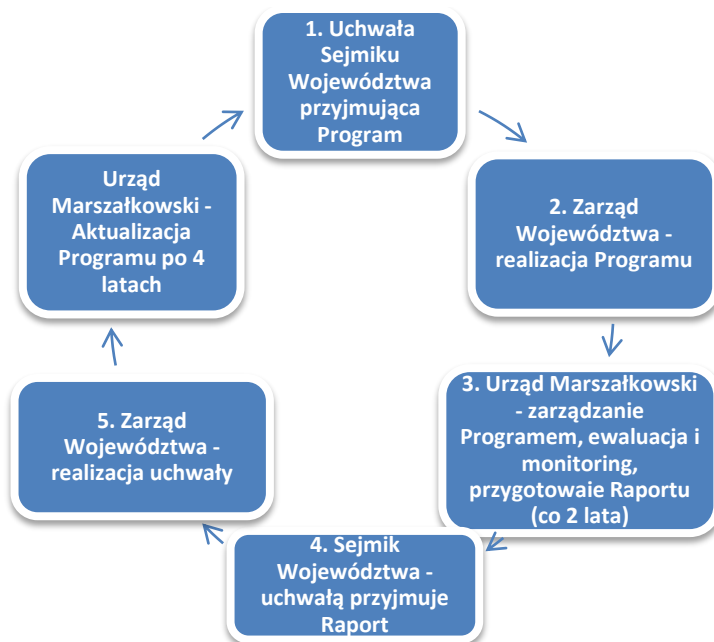 1. Uchwała
Sejmiku
Województwa
przyjmująca
Program
2. Zarząd
Województwa -
realizacja Programu
3. Urząd Marszałkowski
- zarządzanie
Programem, ewaluacja i
monitoring,
przygotowaie Raportu
(co 2 lata)
4. Sejmik
Województwa -
uchwałą przyjmuje
Raport
5. Zarząd
Województwa -
realizacja uchwały
Urząd
Marszałkowski -
Aktualizacja
Programu po 4
latach